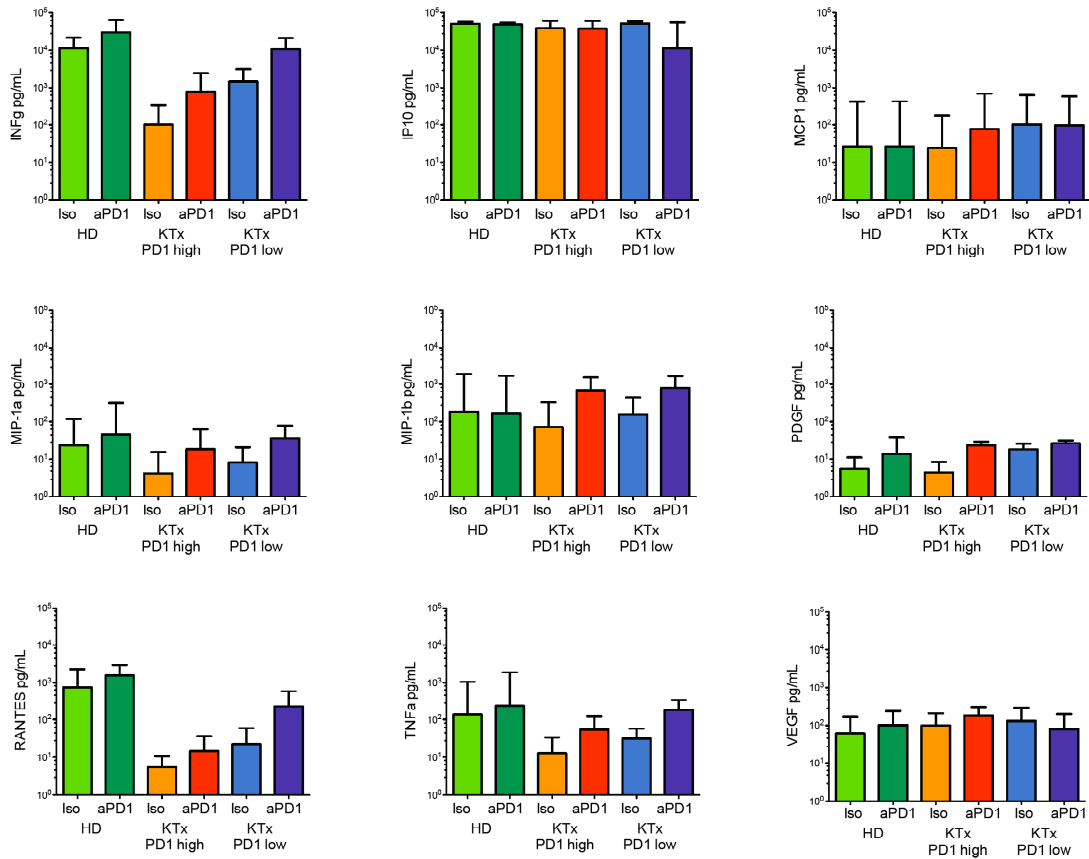 INFg pg/mL
10⁵
10⁴
10³
10²
10¹
10⁰
Iso aPD1 Iso aPD1 Iso aPD1
HD KTx KTx
PD1 high PD1 low
IP10 pg/mL
10⁵
10⁴
10³
10²
10¹
10⁰
Iso aPD1 Iso aPD1 Iso aPD1
HD KTx KTx
PD1 high PD1 low
MCP1 pg/mL
10⁵
10⁴
10³
10²
10¹
10⁰
Iso aPD1 Iso aPD1 Iso aPD1
HD KTx KTx
PD1 high PD1 low
MIP-1a pg/mL
10⁵
10⁴
10³
10²
10¹
10⁰
Iso aPD1 Iso aPD1 Iso aPD1
HD KTx KTx
PD1 high PD1 low
MIP-1b pg/mL
10⁵
10⁴
10³
10²
10¹
10⁰
Iso aPD1 Iso aPD1 Iso aPD1
HD KTx KTx
PD1 high PD1 low
PDGF pg/mL
10⁵
10⁴
10³
10²
10¹
10⁰
Iso aPD1 Iso aPD1 Iso aPD1
HD KTx KTx
PD1 high PD1 low
RANTES pg/mL
10⁵
10⁴
10³
10²
10¹
10⁰
Iso aPD1 Iso aPD1 Iso aPD1
HD KTx KTx
PD1 high PD1 low
TNFa pg/mL
10⁵
10⁴
10³
10²
10¹
10⁰
Iso aPD1 Iso aPD1 Iso aPD1
HD KTx KTx
PD1 high PD1 low
VEGF pg/mL
10⁵
10⁴
10³
10²
10¹
10⁰
Iso aPD1 Iso aPD1 Iso aPD1
HD KTx KTx
PD1 high PD1 low